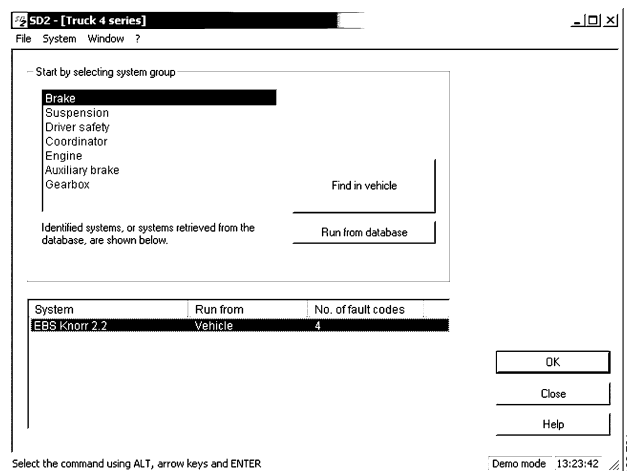 SD2 - [Truck 4 series]
File System Window ?
Start by selecting system group
Brake
Suspension
Driver safety
Coordinator
Engine
Auxiliary brake
Gearbox
Find in vehicle
Identified systems, or systems retrieved from the
database, are shown below.
Run from database
System Run from No. of fault codes
EBS Knorr 2.2 Vehicle 4
OK
Close
Help
Select the command using ALT, arrow keys and ENTER
Demo mode 13:23:42